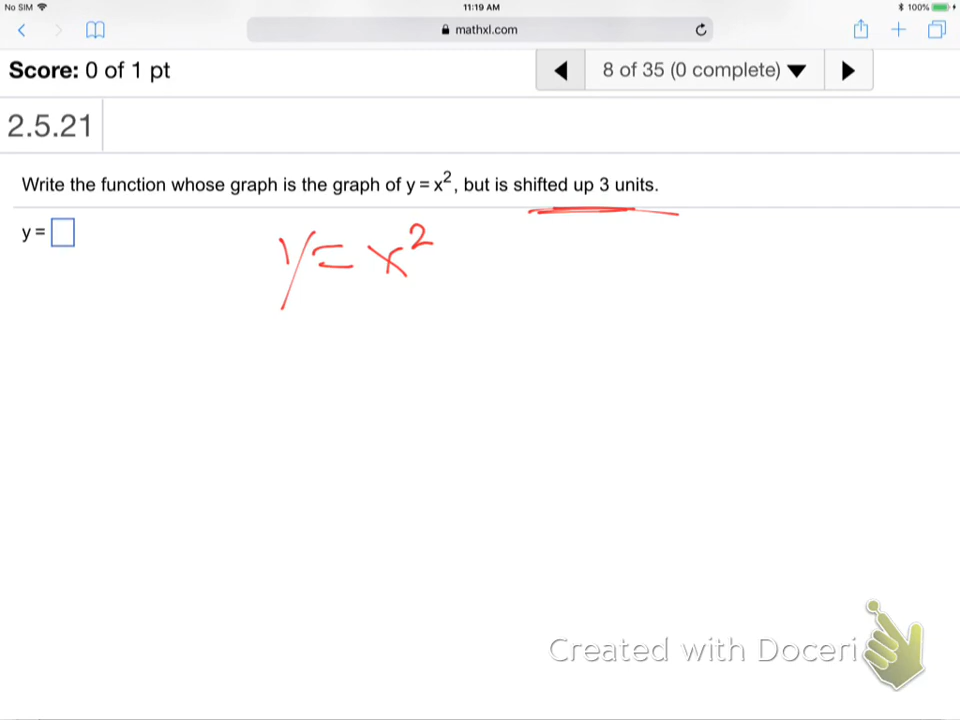 No SIM 11:19 AM 100%
mathxl.com
Score: 0 of 1 pt 8 of 35 (0 complete)
2.5.21
Write the function whose graph is the graph of y = x², but is shifted up 3 units.
y =
y = x²
Created with Doceri